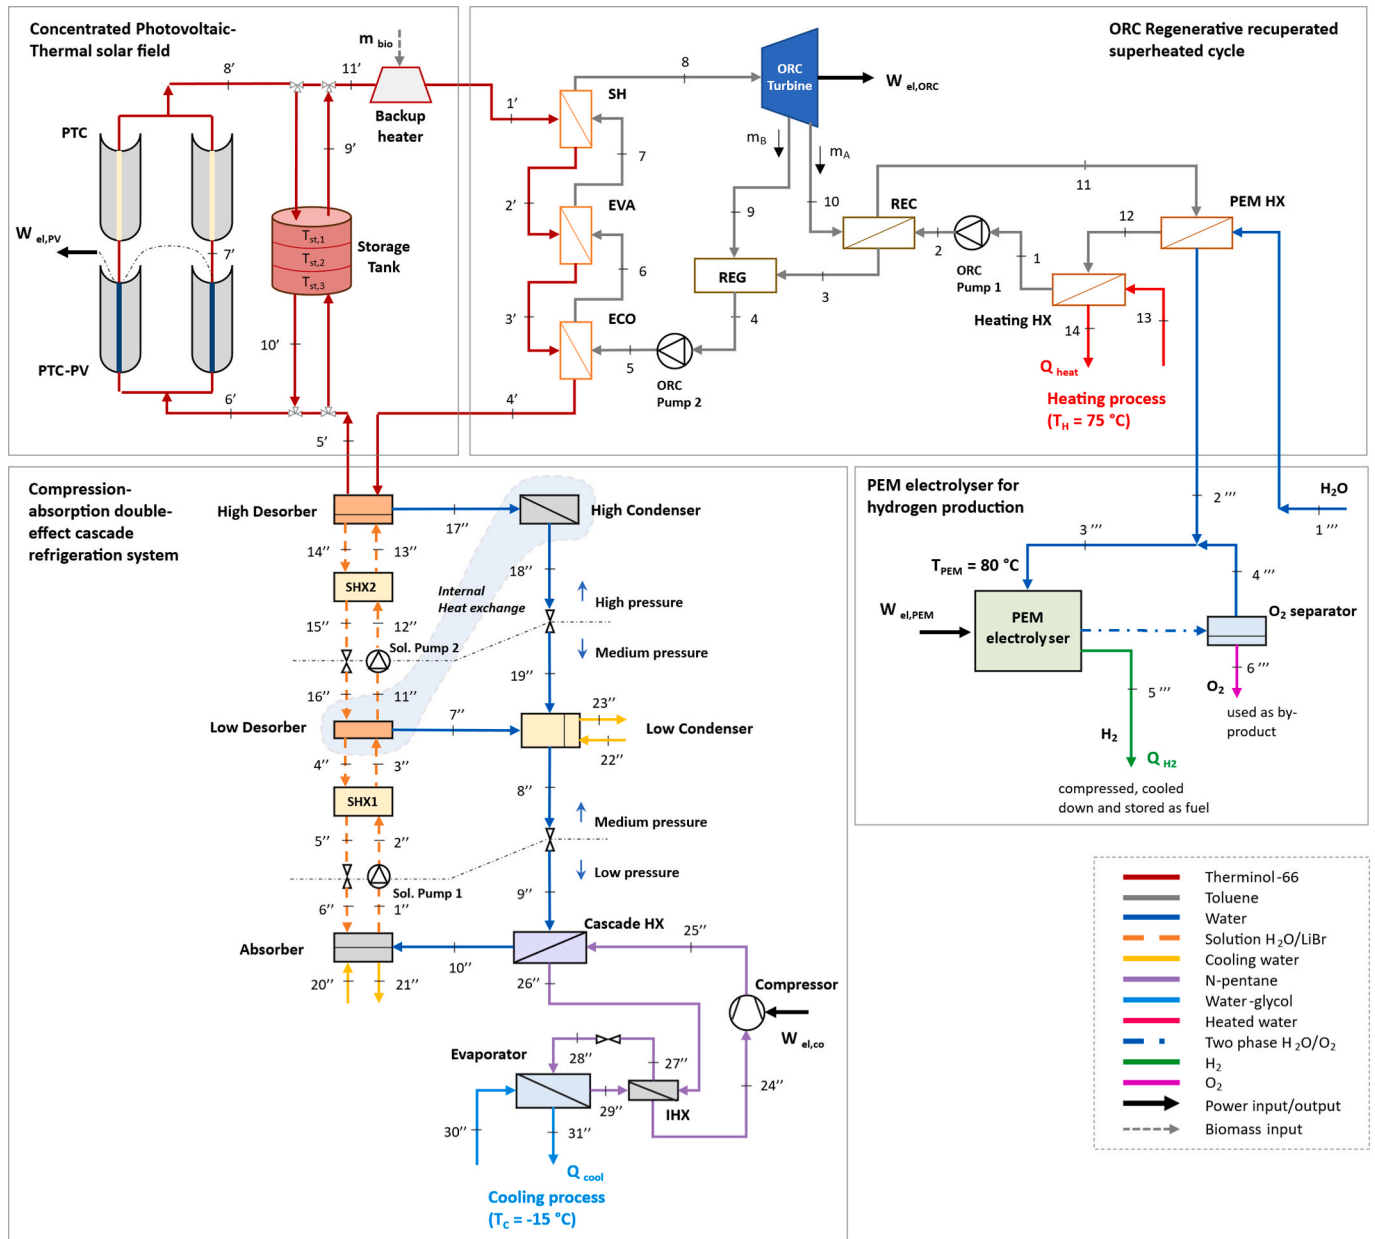 Concentrated Photovoltaic-
Thermal solar field
m bio
8’
11’
Backup
heater
1’
PTC
9’
W el,PV
7’
T st,1
T st,2
T st,3
Storage
Tank
10’
PTC-PV
6’
5’
4’
ORC Regenerative recuperated
superheated cycle
8
ORC
Turbine
W el,ORC
SH
7
2’
EVA
6
3’
ECO
5
ORC
Pump 2
m B
m A
9
10
REG
4
3
REC
2
ORC
Pump 1
1
11
12
PEM HX
Heating HX
14
13
Q heat
Heating process
(T H = 75 °C)
Compression-
absorption double-
effect cascade
refrigeration system
High Desorber
17’’
High Condenser
14’’
13’’
SHX2
Internal
Heat exchange
18’’
High pressure
15’’
12’’
Sol. Pump 2
Medium pressure
16’’
11’’
19’’
Low Desorber
7’’
23’’
Low Condenser
22’’
4’’
3’’
SHX1
8’’
Medium pressure
5’’
2’’
Sol. Pump 1
Low pressure
6’’
1’’
9’’
Absorber
10’’
Cascade HX
25’’
20’’
21’’
26’’
Compressor
W el,co
Evaporator
28’’
27’’
24’’
29’’
IHX
30’’
31’’
Q cool
Cooling process
(T C = -15 °C)
PEM electrolyser for
hydrogen production
2 ’’’
H2O
1 ’’’
3 ’’’
T PEM = 80 °C
4 ’’’
W el,PEM
PEM
electrolyser
O2 separator
5 ’’’
6 ’’’
O2
used as by-
product
H2
Q H2
compressed, cooled
down and stored as fuel
Therminol-66
Toluene
Water
Solution H2O/LiBr
Cooling water
N-pentane
Water-glycol
Heated water
Two phase H2O/O2
H2
O2
Power input/output
Biomass input